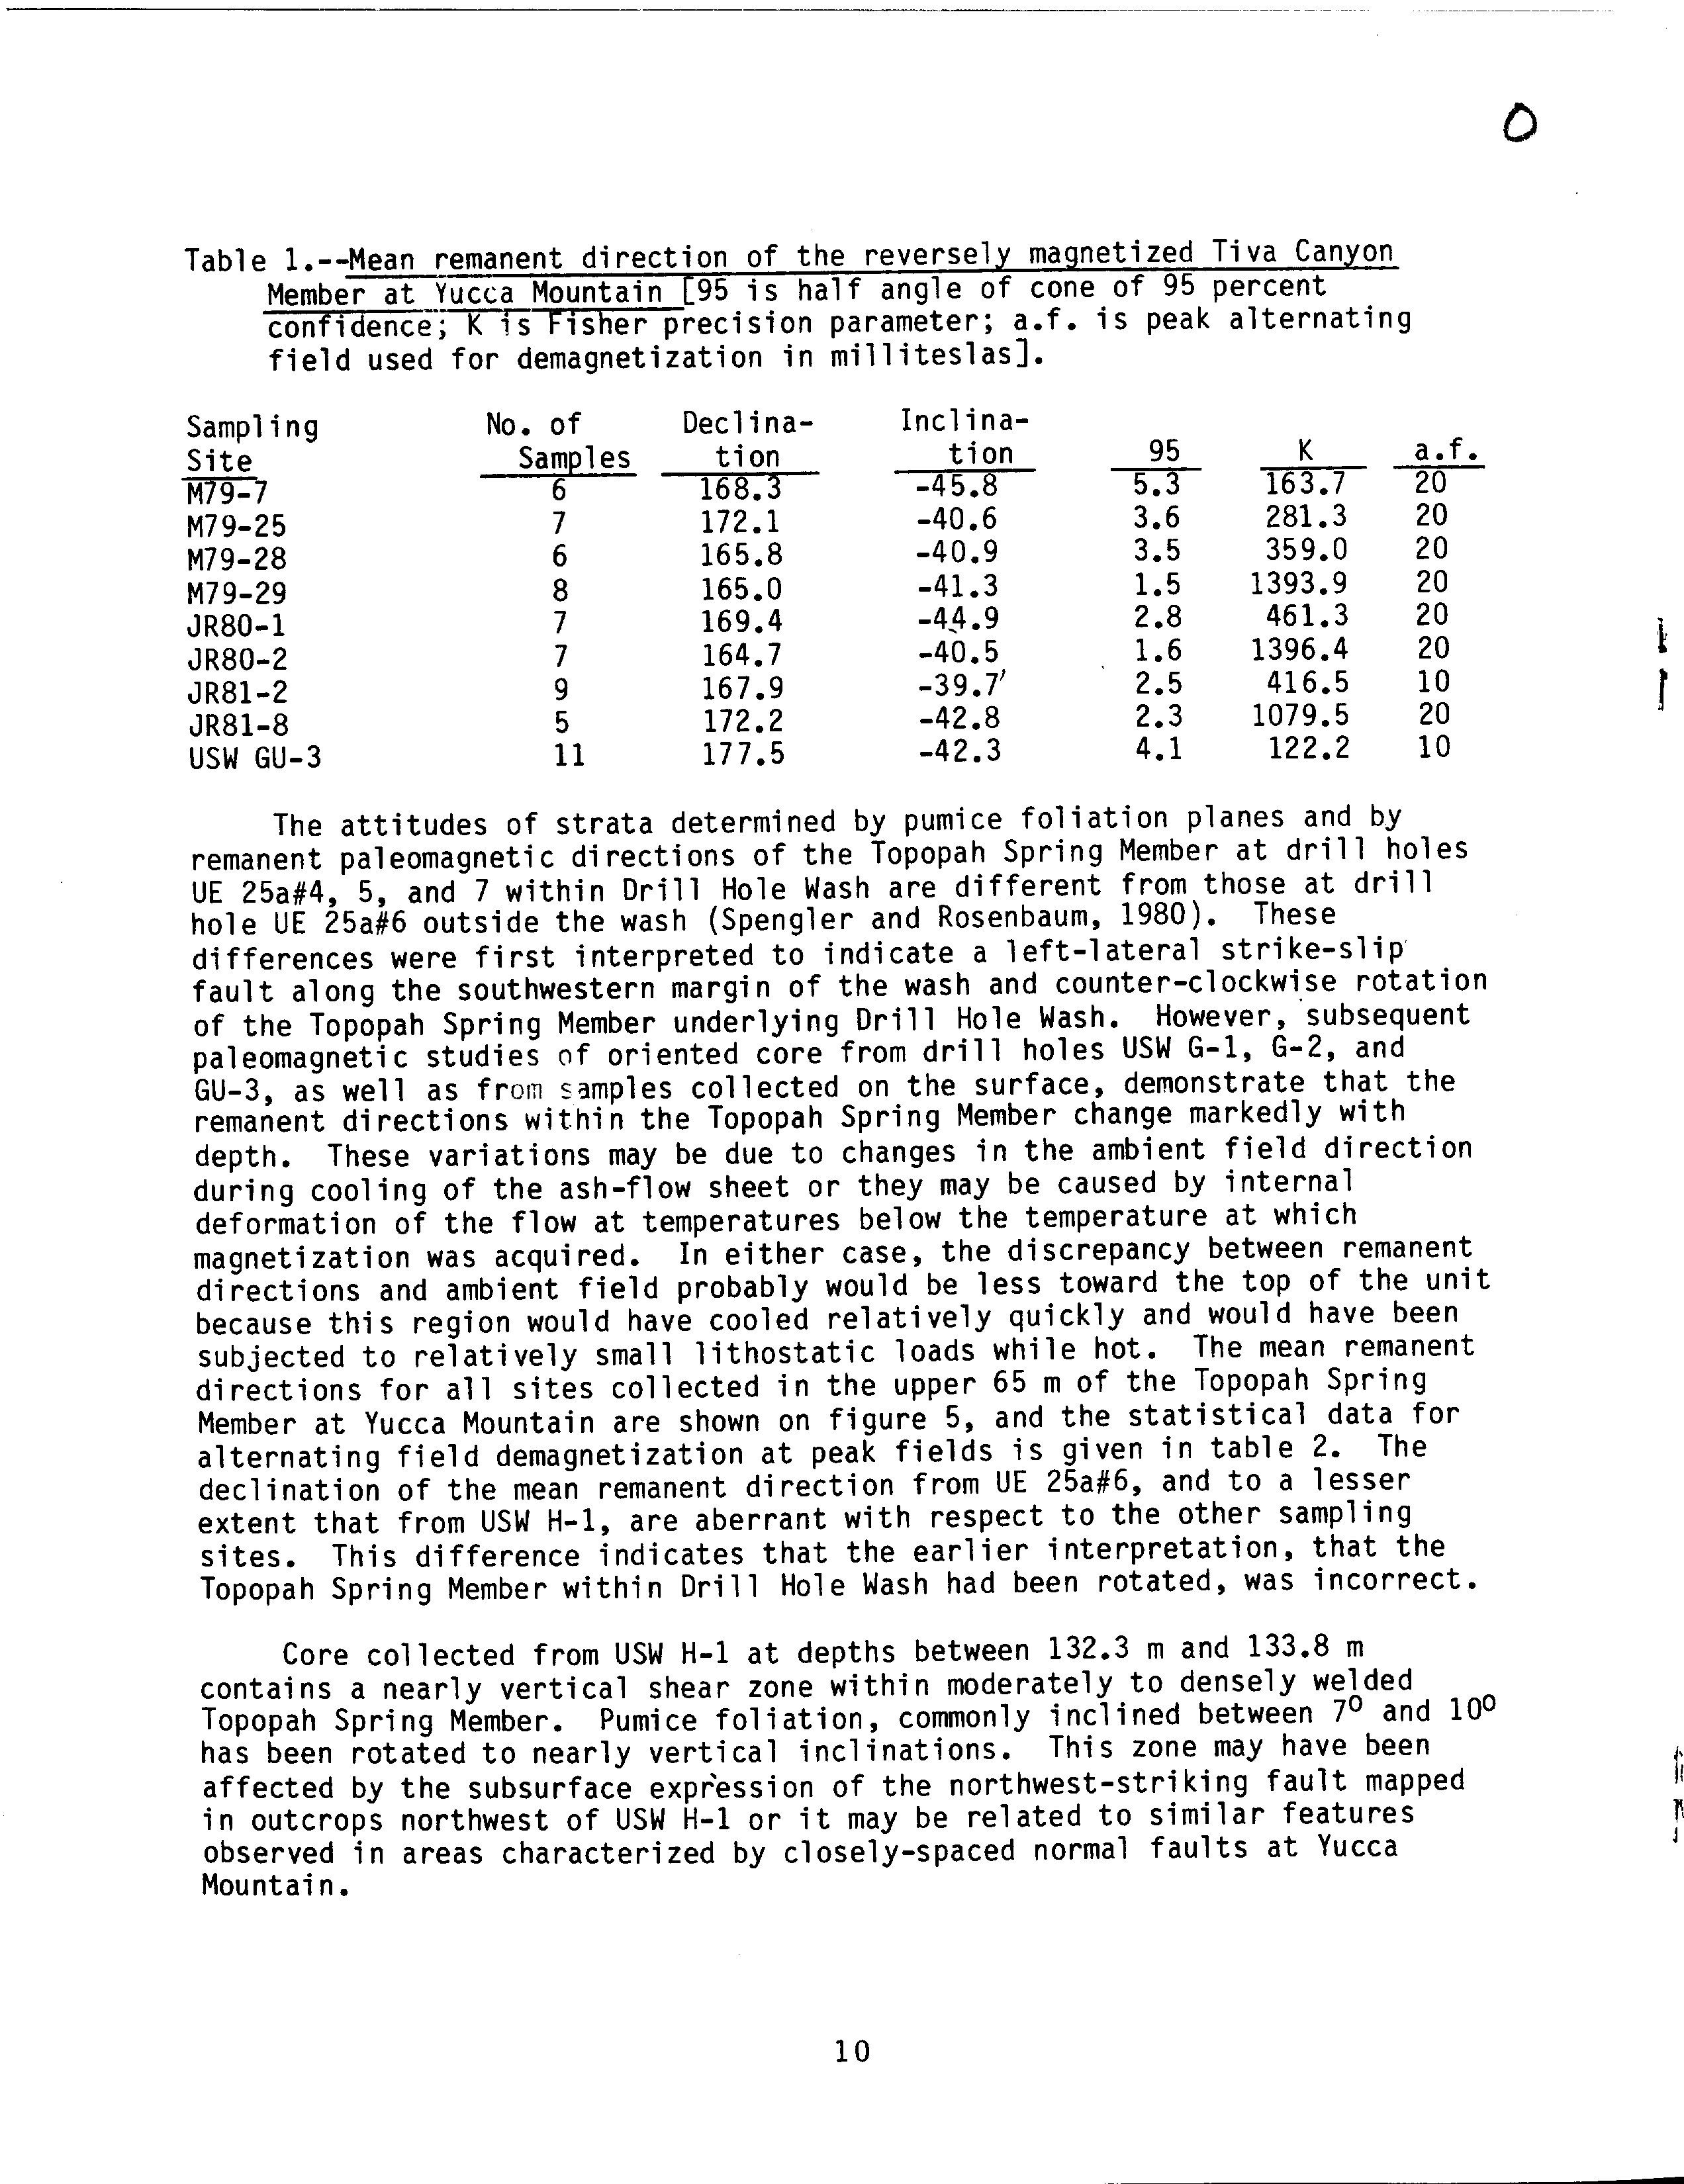 O
Table 1.--Mean remanent direction of the reversely magnetized Tiva Canyon
Member at Yucca Mountain [95 is half angle of cone of 95 percent
confidence; K is Fisher precision parameter; a.f. is peak alternating
field used for demagnetization in milliteslas].
Sampling No. of Declina- Inclina-
Site Samples tion tion 95 K a.f.
M79-7 6 168.3 -45.8 5.3 163.7 20
M79-25 7 172.1 -40.6 3.6 281.3 20
M79-28 6 165.8 -40.9 3.5 359.0 20
M79-29 8 165.0 -41.3 1.5 1393.9 20
JR80-1 7 169.4 -44.9 2.8 461.3 20
JR80-2 7 164.7 -40.5 1.6 1396.4 20
JR81-2 9 167.9 -39.7 2.5 416.5 10
JR81-8 5 172.2 -42.8 2.3 1079.5 20
USW GU-3 11 177.5 -42.3 4.1 122.2 10
The attitudes of strata determined by pumice foliation planes and by
remanent paleomagnetic directions of the Topopah Spring Member at drill holes
UE 25a#4, 5, and 7 within Drill Hole Wash are different from those at drill
hole UE 25a#6 outside the wash (Spengler and Rosenbaum, 1980). These
differences were first interpreted to indicate a left-lateral strike-slip
fault along the southwestern margin of the wash and counter-clockwise rotation
of the Topopah Spring Member underlying Drill Hole Wash. However, subsequent
paleomagnetic studies of oriented core from drill holes USW G-1, G-2, and
GU-3, as well as from samples collected on the surface, demonstrate that the
remanent directions within the Topopah Spring Member change markedly with
depth. These variations may be due to changes in the ambient field direction
during cooling of the ash-flow sheet or they may be caused by internal
deformation of the flow at temperatures below the temperature at which
magnetization was acquired. In either case, the discrepancy between remanent
directions and ambient field probably would be less toward the top of the unit
because this region would have cooled relatively quickly and would have been
subjected to relatively small lithostatic loads while hot. The mean remanent
directions for all sites collected in the upper 65 m of the Topopah Spring
Member at Yucca Mountain are shown on figure 5, and the statistical data for
alternating field demagnetization at peak fields is given in table 2. The
declination of the mean remanent direction from UE 25a#6, and to a lesser
extent that from USW H-1, are aberrant with respect to the other sampling
sites. This difference indicates that the earlier interpretation, that the
Topopah Spring Member within Drill Hole Wash had been rotated, was incorrect.
Core collected from USW H-1 at depths between 132.3 m and 133.8 m
contains a nearly vertical shear zone within moderately to densely welded
Topopah Spring Member. Pumice foliation, commonly inclined between 7º and 10º
has been rotated to nearly vertical inclinations. This zone may have been
affected by the subsurface expression of the northwest-striking fault mapped
in outcrops northwest of USW H-1 or it may be related to similar features
observed in areas characterized by closely-spaced normal faults at Yucca
Mountain.
10